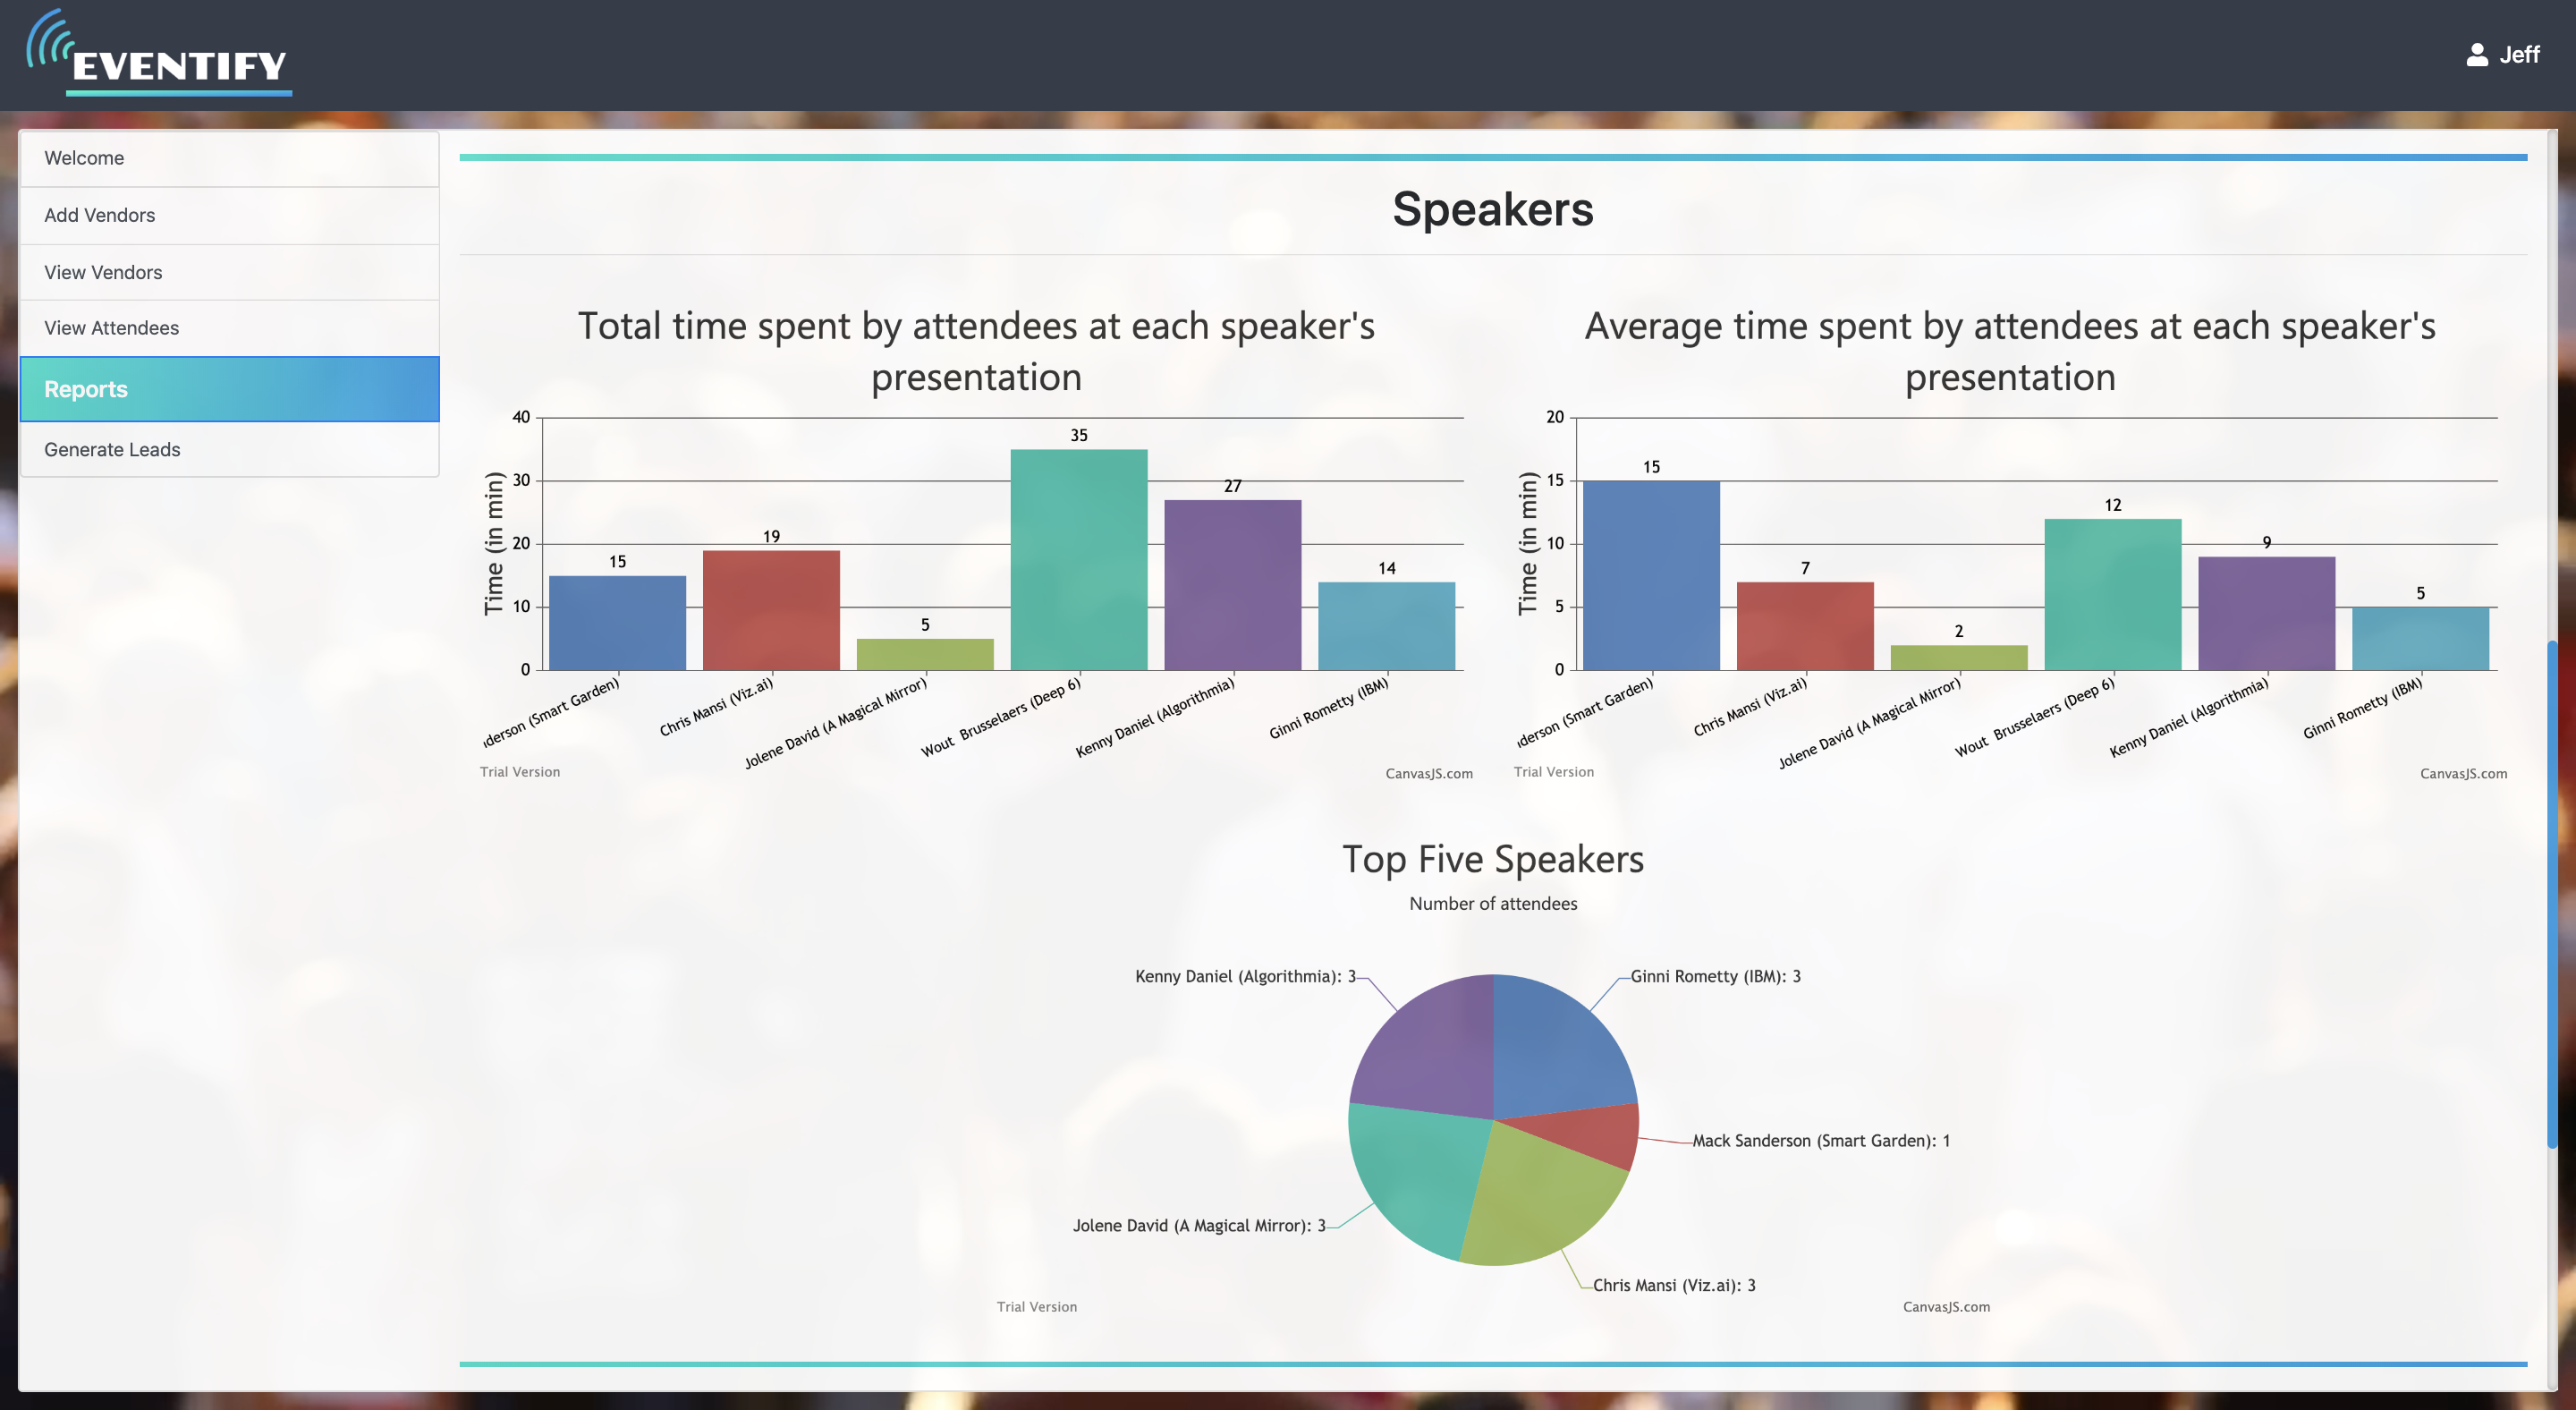 EVENTIFY
Jeff
Welcome
Add Vendors
View Vendors
View Attendees
Reports
Generate Leads
Speakers
Total time spent by attendees at each speaker's
presentation
Time (in min)
40
30
20
10
0
15
19
5
35
27
14
derson (Smart Garden)
Chris Mansi (Viz.ai)
Jolene David (A Magical Mirror)
Wout Brusselaers (Deep 6)
Kenny Daniel (Algorithmia)
Ginni Rometty (IBM)
Trial Version
CanvasJS.com
Average time spent by attendees at each speaker's
presentation
Time (in min)
20
15
10
5
0
15
7
2
12
9
5
derson (Smart Garden)
Chris Mansi (Viz.ai)
Jolene David (A Magical Mirror)
Wout Brusselaers (Deep 6)
Kenny Daniel (Algorithmia)
Ginni Rometty (IBM)
Trial Version
CanvasJS.com
Top Five Speakers
Number of attendees
Kenny Daniel (Algorithmia): 3
Ginni Rometty (IBM): 3
Mack Sanderson (Smart Garden): 1
Jolene David (A Magical Mirror): 3
Chris Mansi (Viz.ai): 3
Trial Version
CanvasJS.com